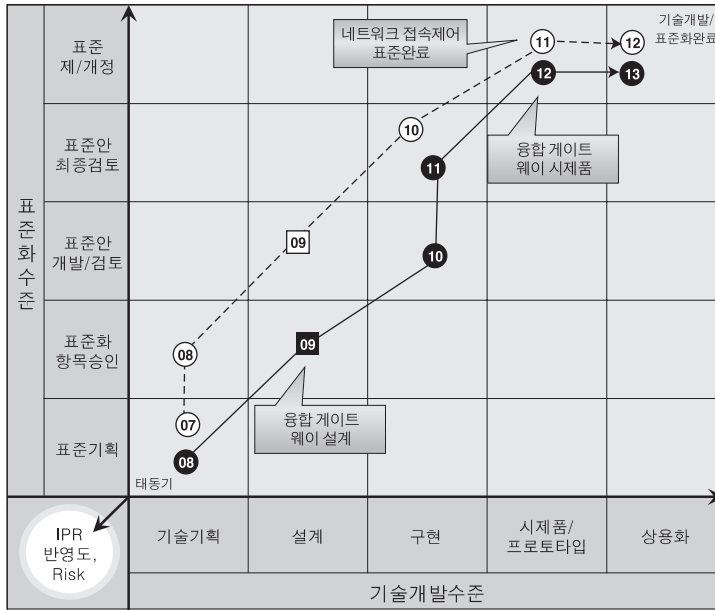 표준
제/개정
네트워크 접속제어
표준완료
11
12
기술개발/
표준화완료
12
13
표준안
최종검토
10
11
융합 게이트
웨이 시제품
표준화수준
표준안
개발/검토
09
10
표준화
항목승인
08
09
융합 게이트
웨이 설계
표준기획
07
08
태동기
IPR
반영도,
Risk
기술기획
설계
구현
시제품/
프로토타입
상용화
기술개발수준